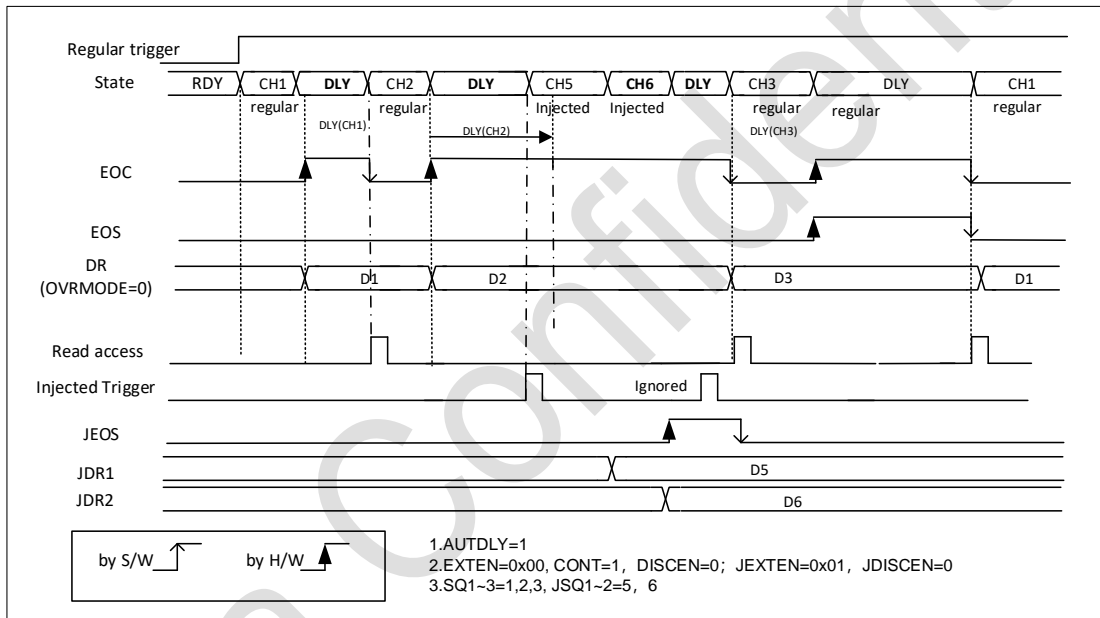 Regular trigger
State RDY CH1 DLY CH2 DLY CH5 CH6 DLY CH3 DLY CH1
regular regular Injected Injected regular regular regular
DLY(CH1) DLY(CH2) DLY(CH3)
EOC
EOS
DR
(OVRMODE=0)
D1 D2 D3 D1
Read access
Injected Trigger Ignored
JEOS
JDR1 D5
JDR2 D6
by S/W by H/W
1.AUTDLY=1
2.EXTEN=0x00, CONT=1, DISCEN=0; JEXTEN=0x01, JDISCEN=0
3.SQ1~3=1,2,3, JSQ1~2=5, 6
Confident